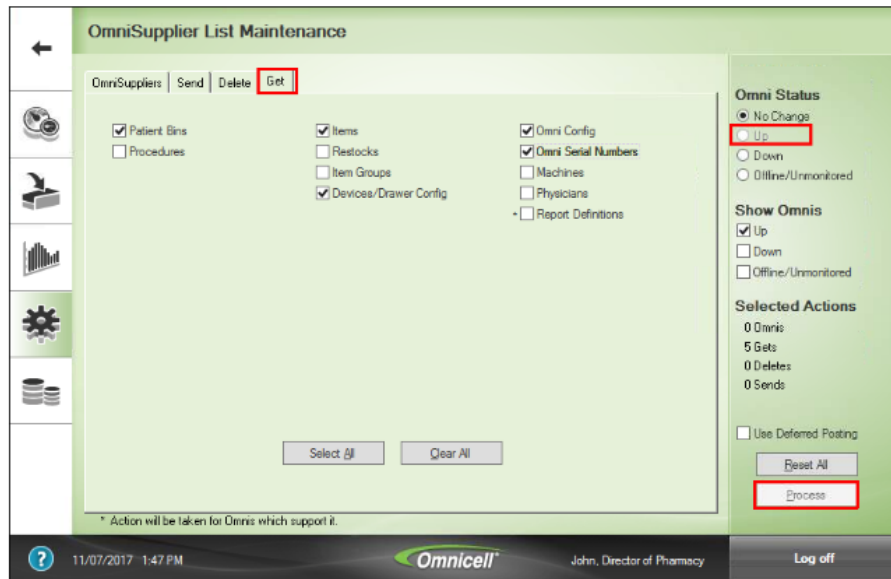 OmniSupplier List Maintenance
OmniSuppliers Send Delete Get
Patient Bins
Procedures
Items
Restocks
Item Groups
Devices/Drawer Config
Omni Config
Omni Serial Numbers
Machines
Physicians
* Report Definitions
Select All Clear All
* Action will be taken for Omnis which support it.
Omni Status
No Change
Up
Down
Offline/Unmonitored
Show Omnis
Up
Down
Offline/Unmonitored
Selected Actions
0 Omnis
5 Gets
0 Deletes
0 Sends
Use Deferred Posting
Reset All
Process
? 11/07/2017 1:47 PM Omnicell John, Director of Pharmacy Log off